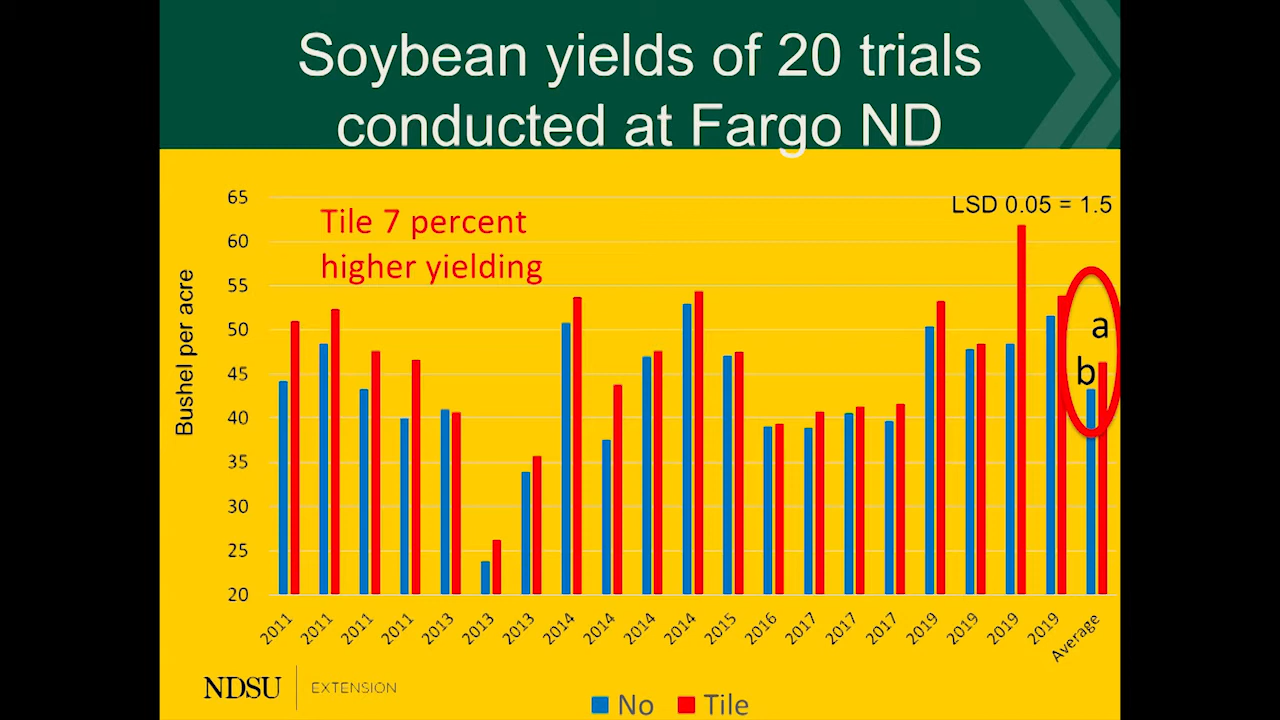 Soybean yields of 20 trials
conducted at Fargo ND
65
60
55
50
45
40
35
30
25
20
Bushel per acre
Tile 7 percent
higher yielding
LSD 0.05 = 1.5
a
b
2011
2011
2011
2011
2013
2013
2013
2014
2014
2014
2014
2015
2016
2017
2017
2017
2019
2019
2019
2019
Average
NDSU EXTENSION
No Tile